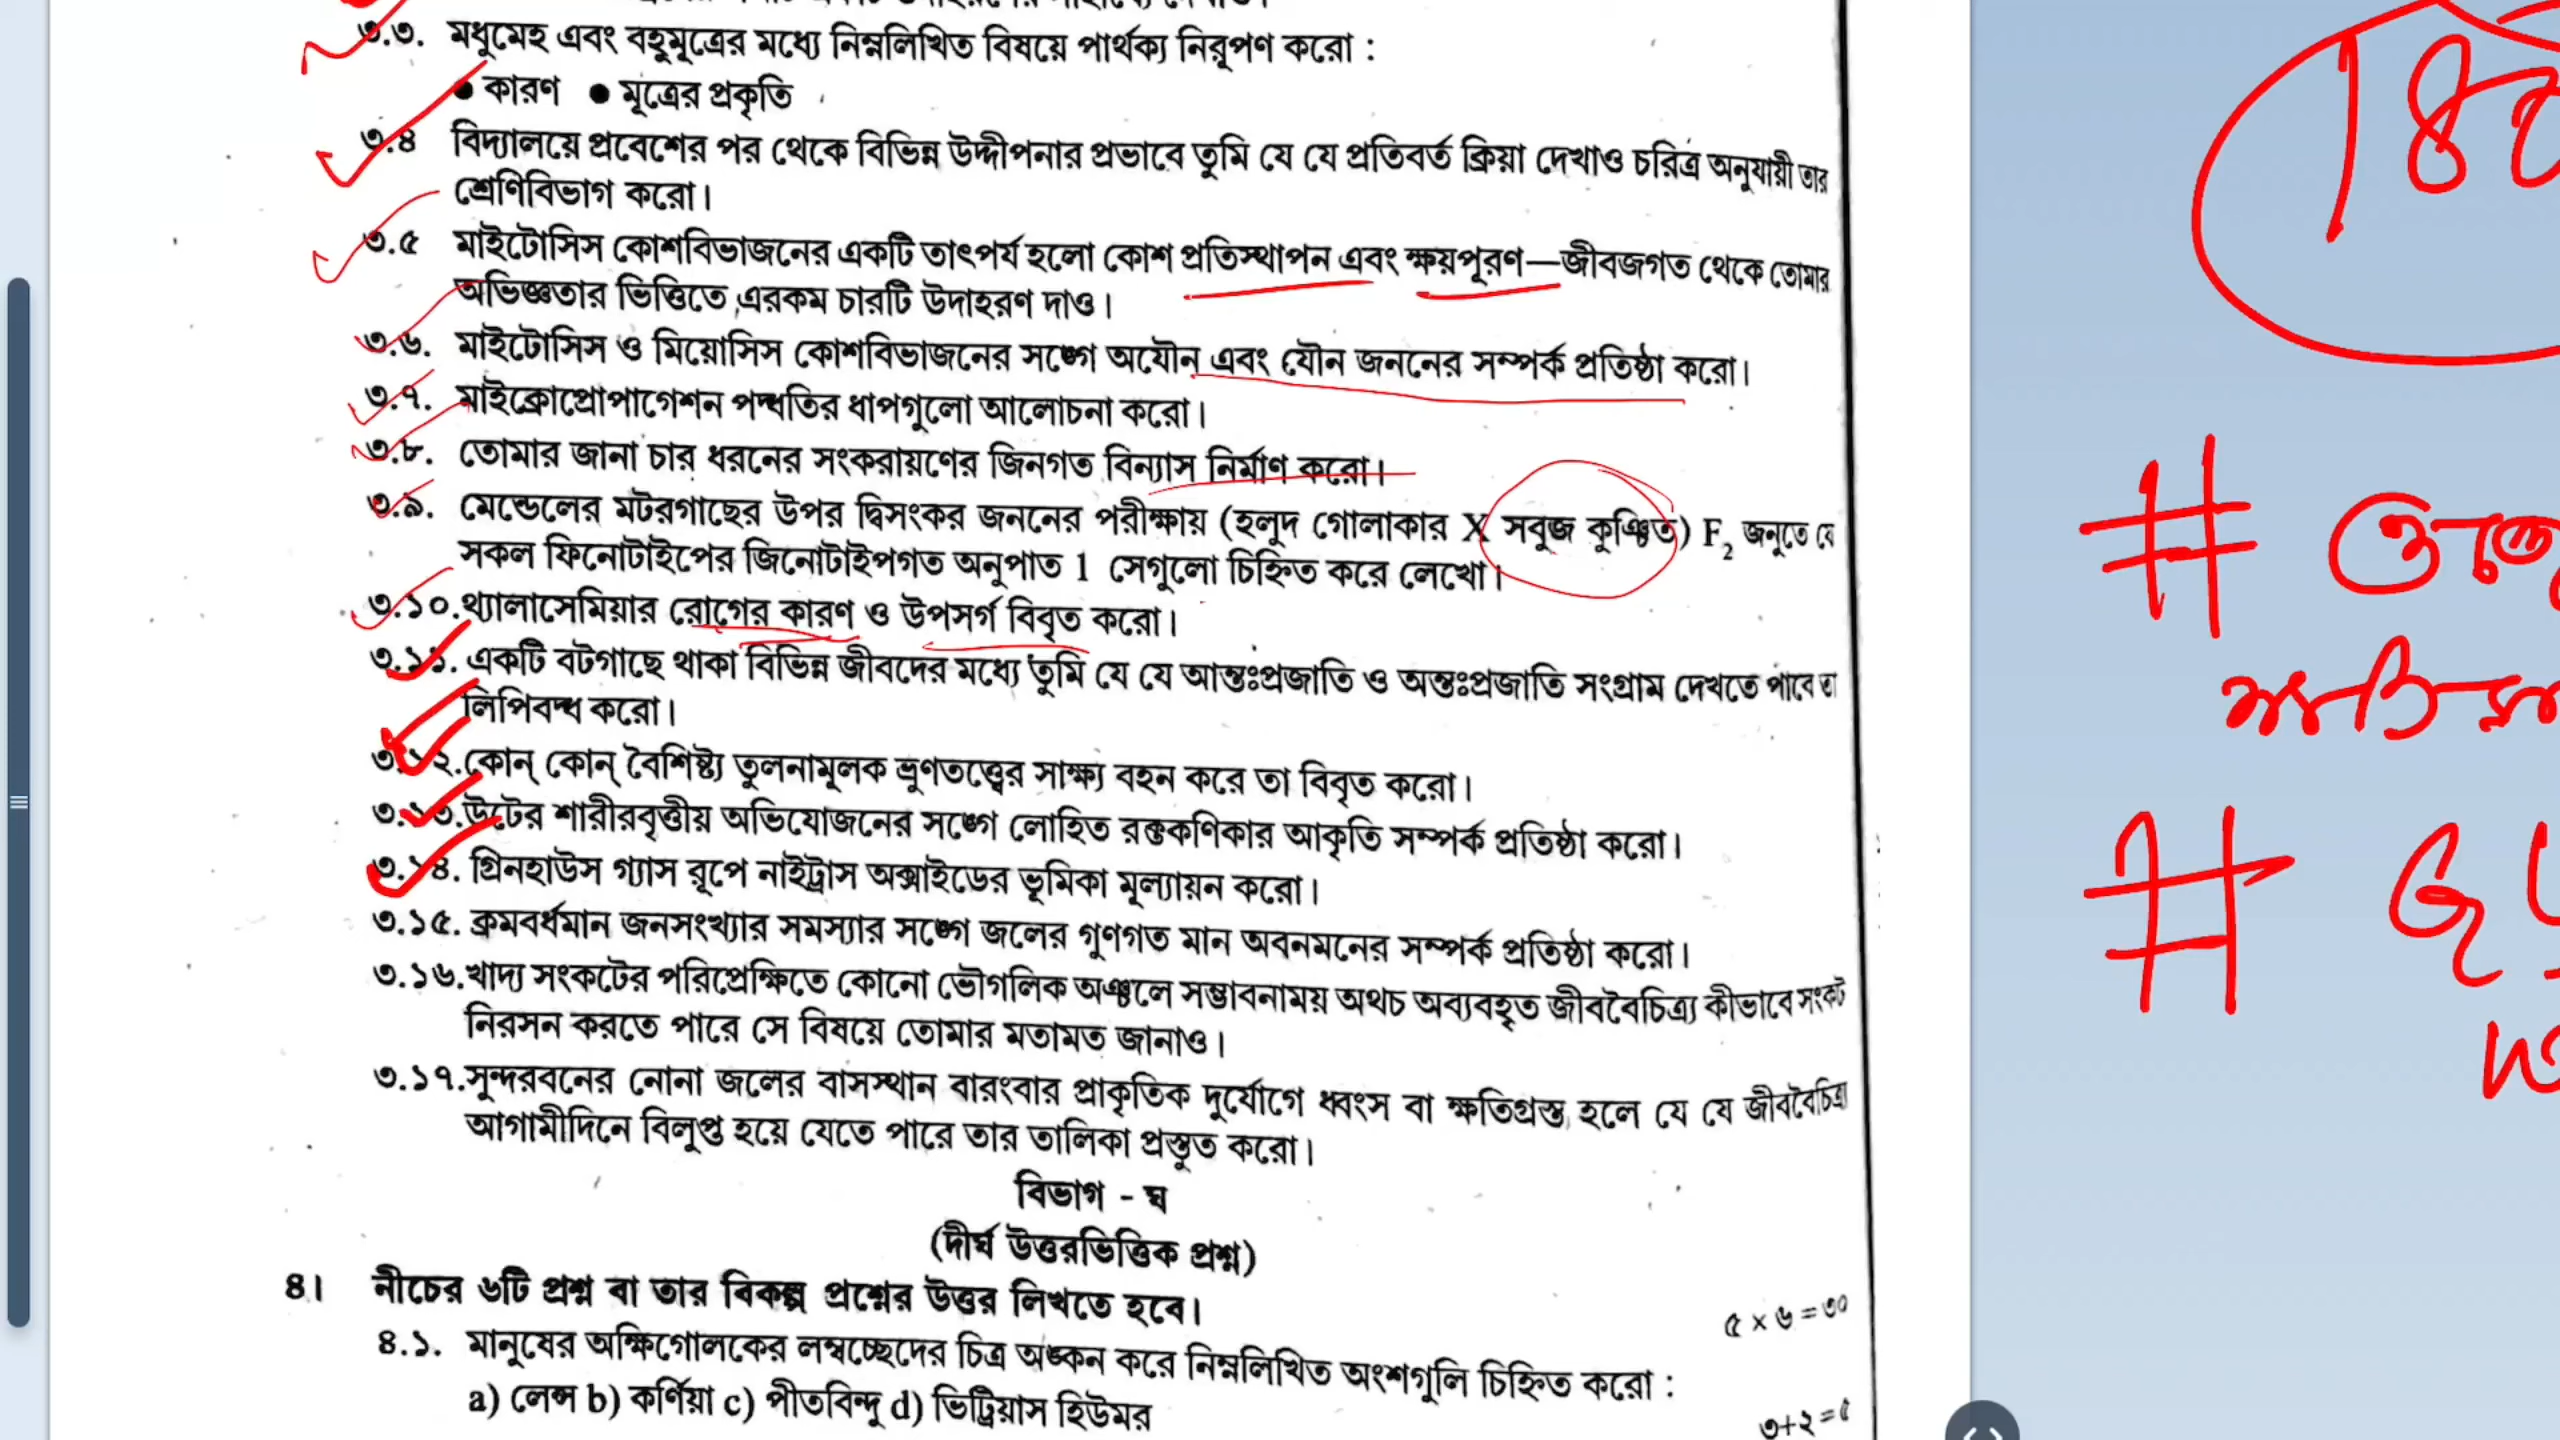 ৩.৩. মধুমেহ এবং বহুমূত্রের মধ্যে নিম্নলিখিত বিষয়ে পার্থক্য নিরূপণ করো :
● কারণ ● মূত্রের প্রকৃতি
৩.৪ বিদ্যালয়ে প্রবেশের পর থেকে বিভিন্ন উদ্দীপনার প্রভাবে তুমি যে যে প্রতিবর্ত ক্রিয়া দেখাও চরিত্র অনুযায়ী তার
শ্রেণিবিভাগ করো।
৩.৫ মাইটোসিস কোশবিভাজনের একটি তাৎপর্য হলো কোশ প্রতিস্থাপন এবং ক্ষয়পূরণ—জীবজগত থেকে তোমার
অভিজ্ঞতার ভিত্তিতে এরকম চারটি উদাহরণ দাও।
৩.৬. মাইটোসিস ও মিয়োসিস কোশবিভাজনের সঙ্গে অযৌন এবং যৌন জননের সম্পর্ক প্রতিষ্ঠা করো।
৩.৭. মাইক্রোপ্রোপাগেশন পদ্ধতির ধাপগুলো আলোচনা করো।
৩.৮. তোমার জানা চার ধরনের সংকরায়ণের জিনগত বিন্যাস নির্মাণ করো।
৩.৯. মেন্ডেলের মটরগাছের উপর দ্বিসংকর জননের পরীক্ষায় (হলুদ গোলাকার X সবুজ কুঞ্চিত) F₂ জনুতে যে
সকল ফিনোটাইপের জিনোটাইপগত অনুপাত 1 সেগুলো চিহ্নিত করে লেখো।
৩.১০. থ্যালাসেমিয়ার রোগের কারণ ও উপসর্গ বিবৃত করো।
৩.১১. একটি বটগাছে থাকা বিভিন্ন জীবদের মধ্যে তুমি যে যে আন্তঃপ্রজাতি ও অন্তঃপ্রজাতি সংগ্রাম দেখতে পাবে তা
লিপিবদ্ধ করো।
৩.১২. কোন্ কোন্ বৈশিষ্ট্য তুলনামূলক ভ্রুণতত্ত্বের সাক্ষ্য বহন করে তা বিবৃত করো।
৩.১৩. উটের শারীরবৃত্তীয় অভিযোজনের সঙ্গে লোহিত রক্তকণিকার আকৃতি সম্পর্ক প্রতিষ্ঠা করো।
৩.১৪. গ্রিনহাউস গ্যাস রূপে নাইট্রাস অক্সাইডের ভূমিকা মূল্যায়ন করো।
৩.১৫. ক্রমবর্ধমান জনসংখ্যার সমস্যার সঙ্গে জলের গুণগত মান অবনমনের সম্পর্ক প্রতিষ্ঠা করো।
৩.১৬. খাদ্য সংকটের পরিপ্রেক্ষিতে কোনো ভৌগলিক অঞ্চলে সম্ভাবনাময় অথচ অব্যবহৃত জীববৈচিত্র্য কীভাবে সংকট
নিরসন করতে পারে সে বিষয়ে তোমার মতামত জানাও।
৩.১৭. সুন্দরবনের নোনা জলের বাসস্থান বারংবার প্রাকৃতিক দুর্যোগে ধ্বংস বা ক্ষতিগ্রস্ত হলে যে যে জীববৈচিত্র্য
আগামীদিনে বিলুপ্ত হয়ে যেতে পারে তার তালিকা প্রস্তুত করো।
বিভাগ - ঘ
(দীর্ঘ উত্তরভিত্তিক প্রশ্ন)
৪। নীচের ৬টি প্রশ্ন বা তার বিকল্প প্রশ্নের উত্তর লিখতে হবে।
৫ × ৬ = ৩০
৪.১. মানুষের অক্ষিগোলকের লম্বচ্ছেদের চিত্র অঙ্কন করে নিম্নলিখিত অংশগুলি চিহ্নিত করো :
a) লেন্স b) কর্ণিয়া c) পীতবিন্দু d) ভিট্রিয়াস হিউমর
৩+২=৫